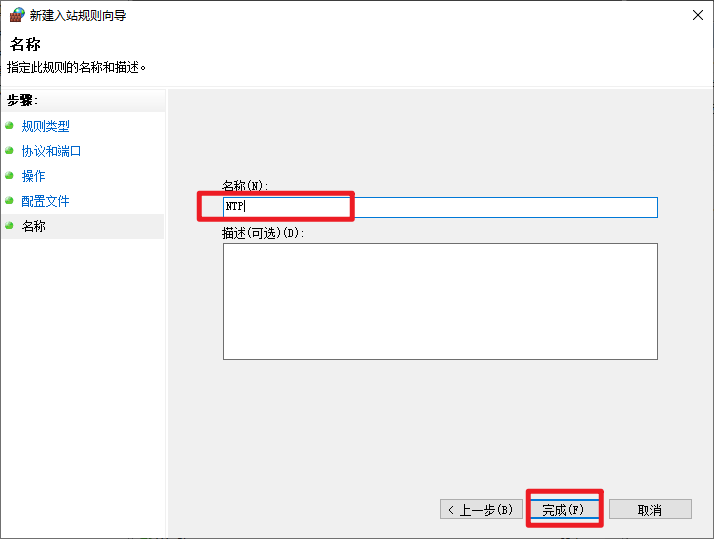 新建入站规则向导
名称
指定此规则的名称和描述。
步骤:
规则类型
协议和端口
操作
配置文件
名称
名称(N):
NTP
描述(可选)(D):
< 上一步(B)
完成(F)
取消